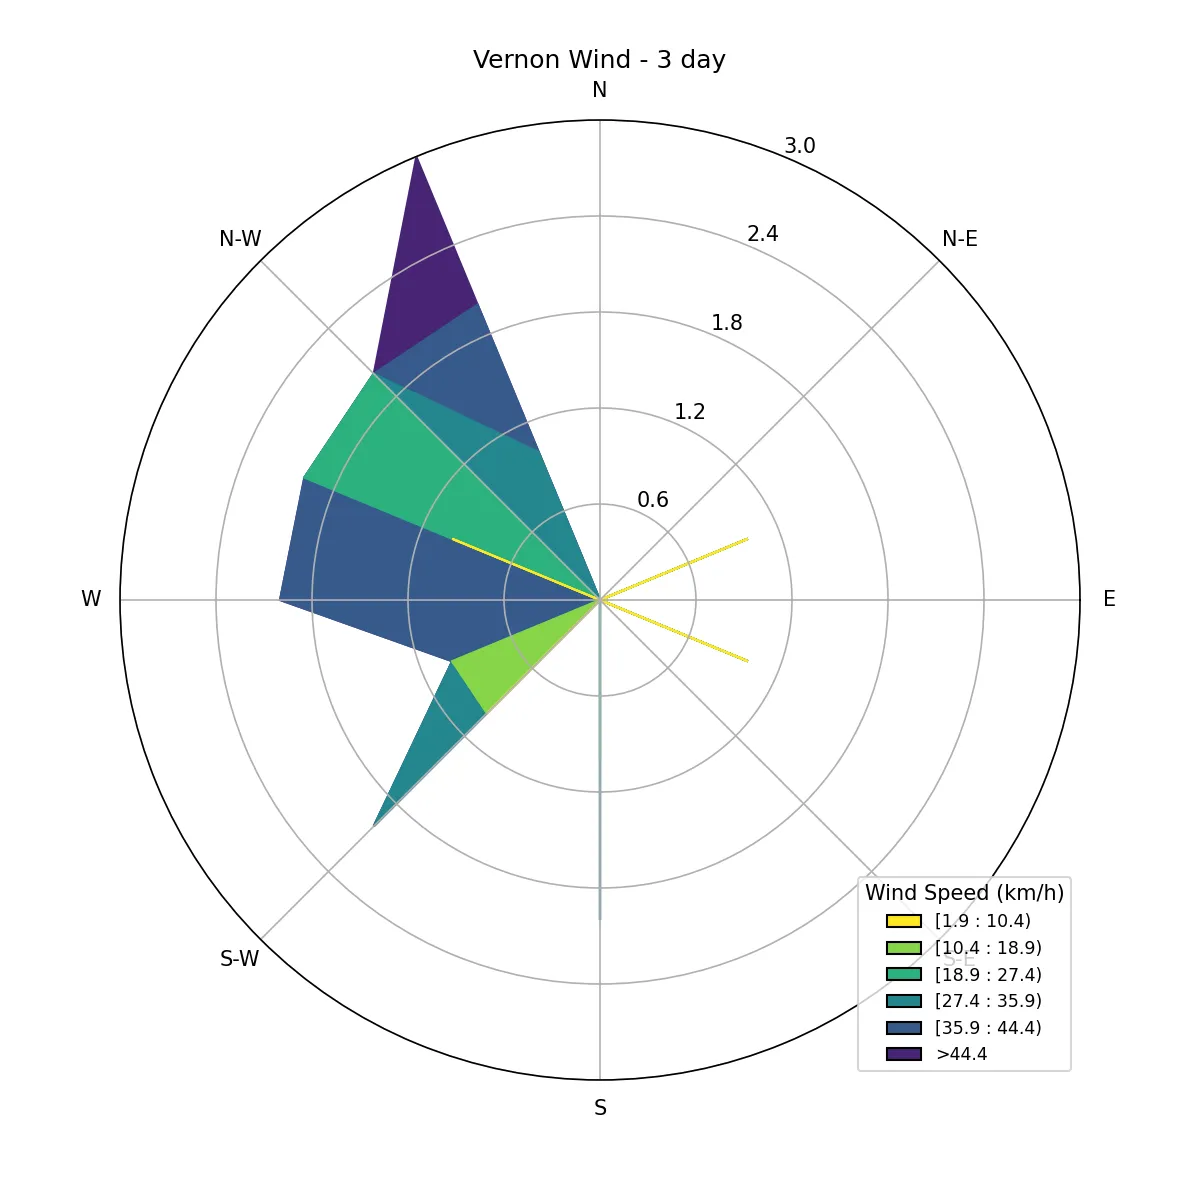 Vernon Wind - 3 day
N
3.0
N-W
2.4
N-E
1.8
1.2
0.6
W
E
S-W
S-E
S
Wind Speed (km/h)
[1.9 : 10.4)
[10.4 : 18.9)
[18.9 : 27.4)
[27.4 : 35.9)
[35.9 : 44.4)
>44.4